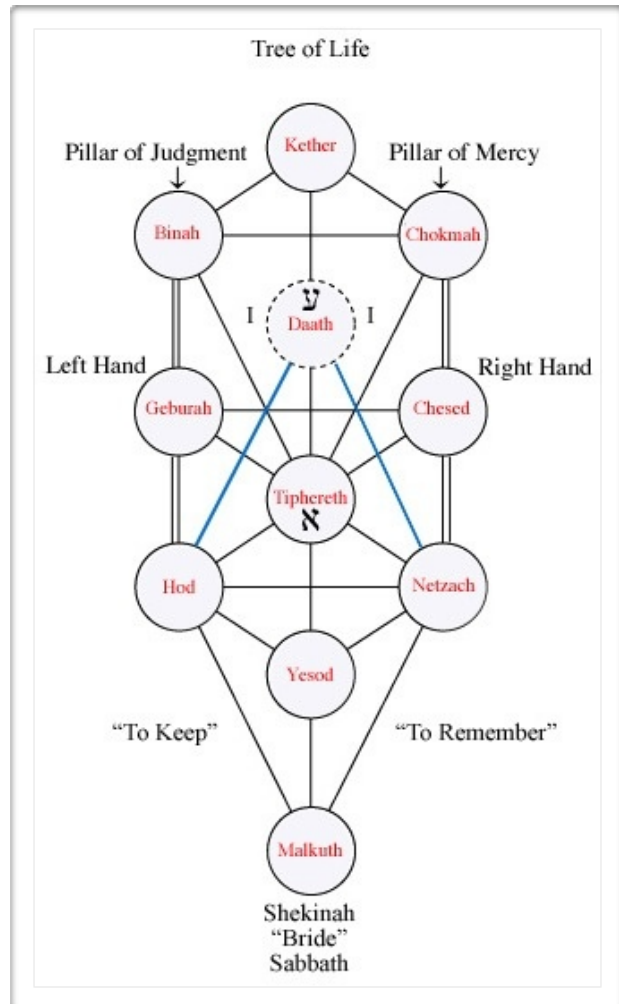 Tree of Life
Kether
Pillar of Judgment
Pillar of Mercy
Binah
Chokmah
ע
I
Daath
I
Left Hand
Right Hand
Geburah
Chesed
Tiphereth
א
Hod
Netzach
Yesod
“To Keep”
“To Remember”
Malkuth
Shekinah
“Bride”
Sabbath